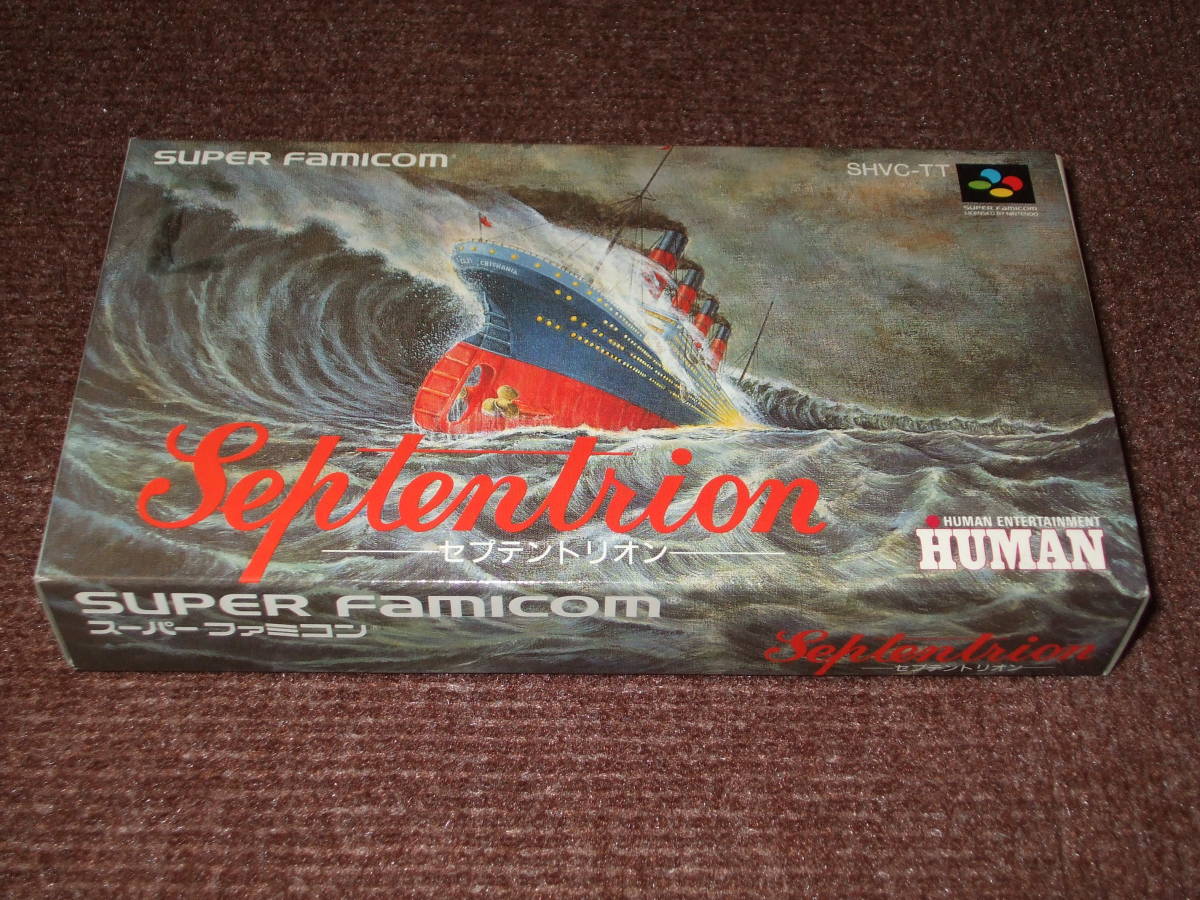 SUPER FAMICOM
SHVC-TT
SUPER FAMICOM
LICENSED BY NINTENDO
Septentrion
セプテントリオン
HUMAN ENTERTAINMENT
HUMAN
SUPER FAMICOM
スーパーファミコン
Septentrion
セプテントリオン